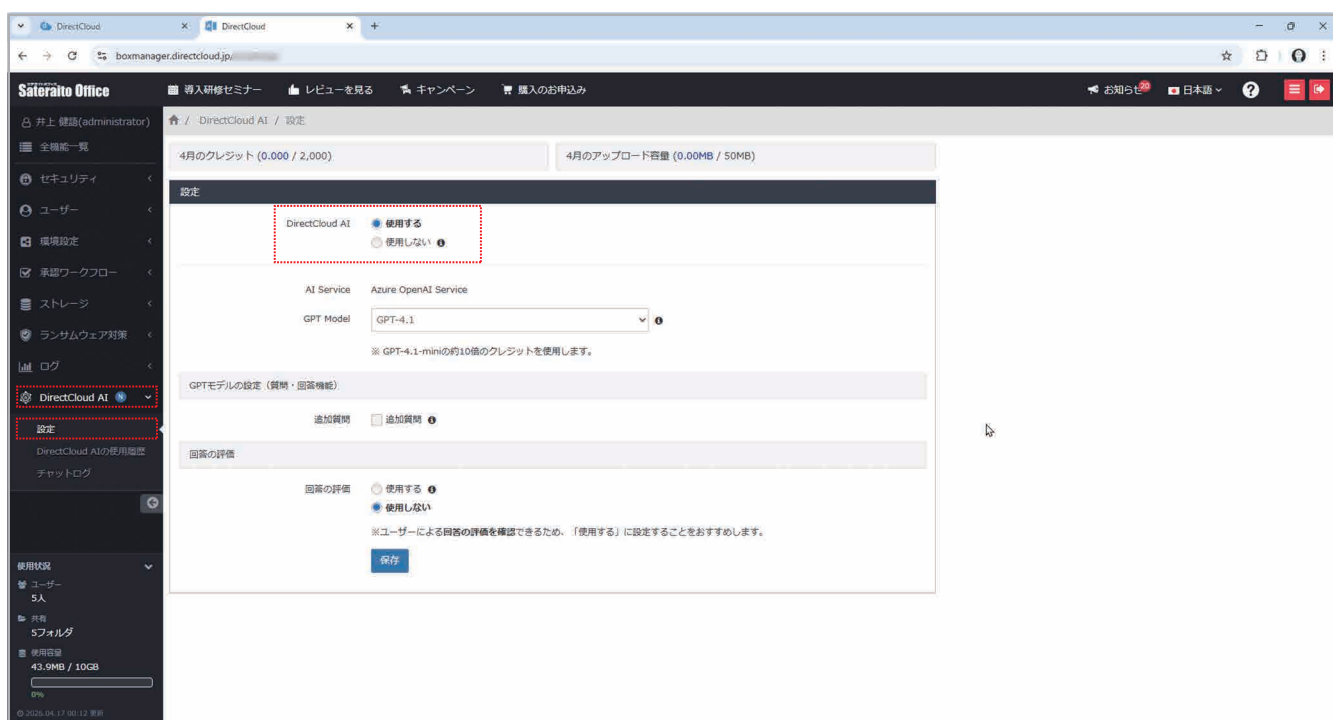 DirectCloud
DirectCloud
boxmanager.directcloud.jp/
Sateraito Office
導入研修セミナー レビューを見る キャンペーン 購入のお申込み
お知らせ 20 日本語
井上 健語(administrator)
全機能一覧
セキュリティ
ユーザー
環境設定
承認ワークフロー
ストレージ
ランサムウェア対策
ログ
DirectCloud AI N
設定
DirectCloud AIの使用履歴
チャットログ
使用状況
ユーザー
5人
共有
5フォルダ
使用容量
43.9MB / 10GB
0%
2026.04.17 00:12 更新
/ DirectCloud AI / 設定
4月のクレジット (0.000 / 2,000)
4月のアップロード容量 (0.00MB / 50MB)
設定
DirectCloud AI 使用する
使用しない
AI Service Azure OpenAI Service
GPT Model GPT-4.1
※ GPT-4.1-miniの約10倍のクレジットを使用します。
GPTモデルの設定（質問・回答機能）
追加質問 追加質問
回答の評価
回答の評価 使用する
使用しない
※ユーザーによる回答の評価を確認できるため、「使用する」に設定することをおすすめします。
保存